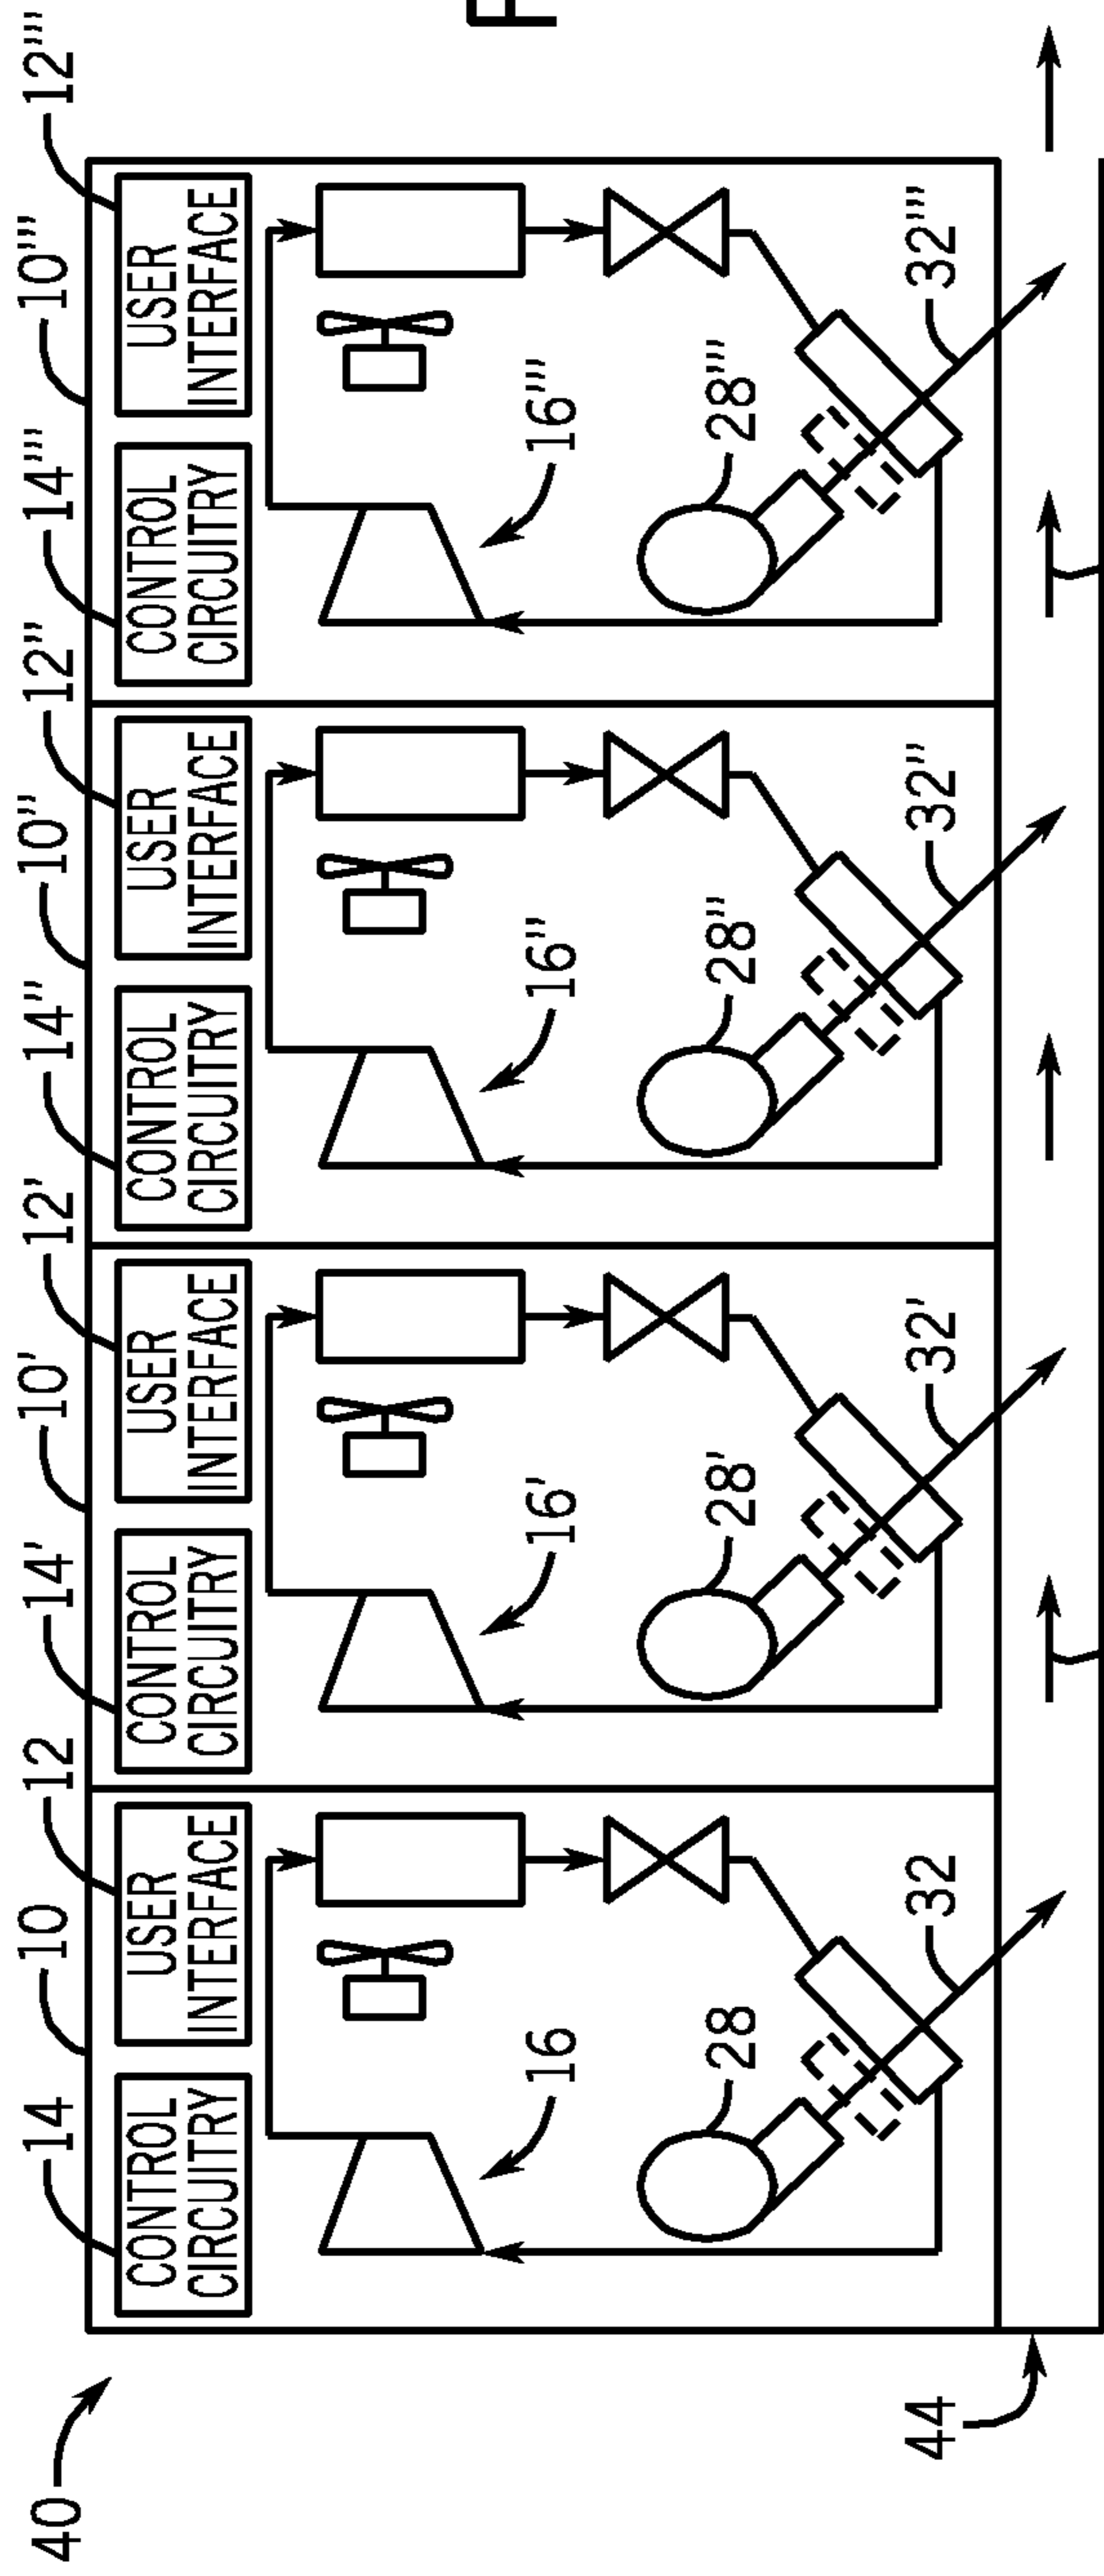 40
14
10
12
14'
10'
12'
14"
10"
12"
14'''
10'''
12'''
CONTROL
CIRCUITRY
USER
INTERFACE
CONTROL
CIRCUITRY
USER
INTERFACE
CONTROL
CIRCUITRY
USER
INTERFACE
CONTROL
CIRCUITRY
USER
INTERFACE
16
16'
16"
16'''
28
28'
28"
28'''
44
32
32'
32"
32'''